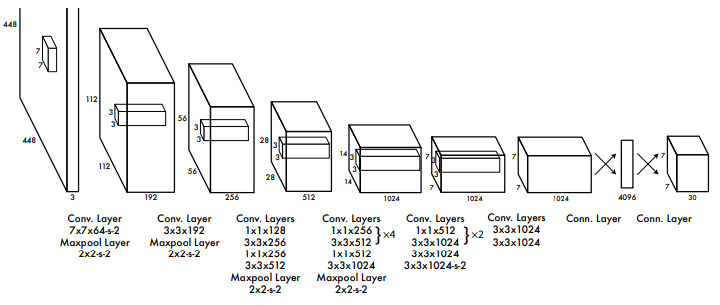 448
7
7
448
3
112
3
3
112
192
56
3
3
56
256
28
3
3
28
512
14
3
3
14
1024
7
3
3
7
1024
7
7
1024
4096
7
7
30
Conv. Layer
7x7x64-s-2
Maxpool Layer
2x2-s-2
Conv. Layer
3x3x192
Maxpool Layer
2x2-s-2
Conv. Layers
1x1x128
3x3x256
1x1x256
3x3x512
Maxpool Layer
2x2-s-2
Conv. Layers
1x1x256
3x3x512
}×4
1x1x512
3x3x1024
Maxpool Layer
2x2-s-2
Conv. Layers
1x1x512
3x3x1024
}×2
3x3x1024
3x3x1024-s-2
Conv. Layers
3x3x1024
3x3x1024
Conn. Layer
Conn. Layer